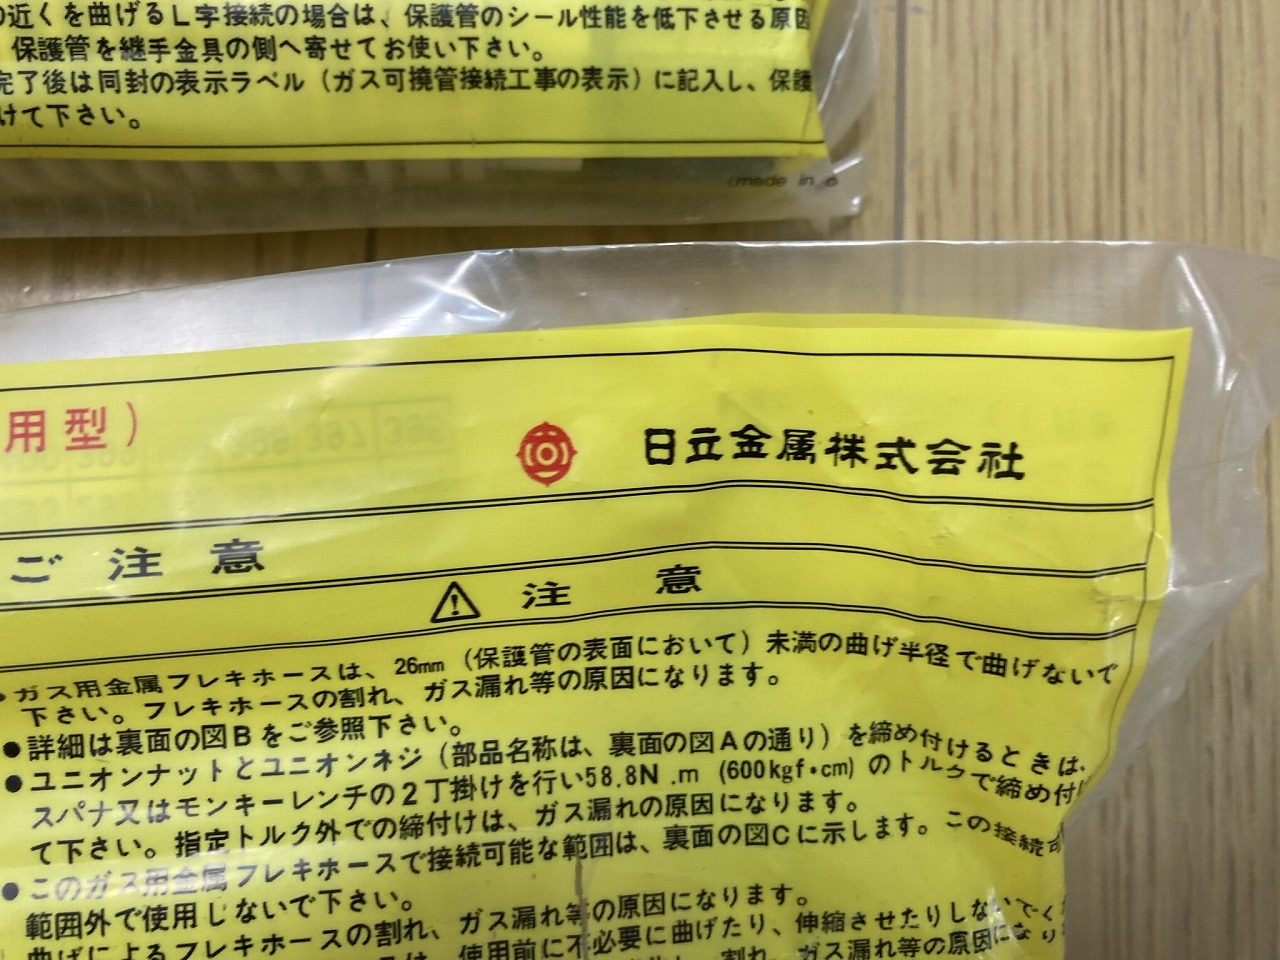 の近くを曲げるL字接続の場合は、保護管のシール性能を低下させる原因
保護管を継手金具の側へ寄せてお使い下さい。
完了後は同封の表示ラベル（ガス可撓管接続工事の表示）に記入し、保護
けて下さい。
(made in
用型）
日立金属株式会社
ご注意
注意
●ガス用金属フレキホースは、26mm（保護管の表面において）未満の曲げ半径で曲げないで
下さい。フレキホースの割れ、ガス漏れ等の原因になります。
●詳細は裏面の図Bをご参照下さい。
●ユニオンナットとユニオンネジ（部品名称は、裏面の図Aの通り）を締め付けるときは、
スパナ又はモンキーレンチの2丁掛けを行い58.8N.m (600kgf・cm) のトルクで締め付け
て下さい。指定トルク外での締付けは、ガス漏れの原因になります。
●このガス用金属フレキホースで接続可能な範囲は、裏面の図Cに示します。この接続可
範囲外で使用しないで下さい。
曲げによるフレキホースの割れ、ガス漏れ等の原因になります。
使用前に不必要に曲げたり、伸縮させたりしないでく
割れ、ガス漏れ等の原因になり